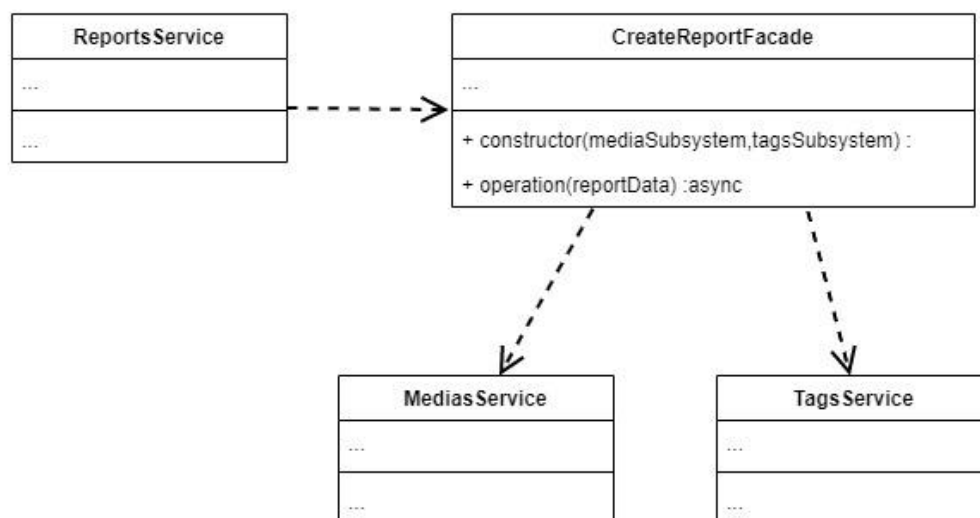 ReportsService
...
...
CreateReportFacade
...
+ constructor(mediaSubsystem,tagsSubsystem) :
+ operation(reportData) :async
MediasService
...
...
TagsService
...
...